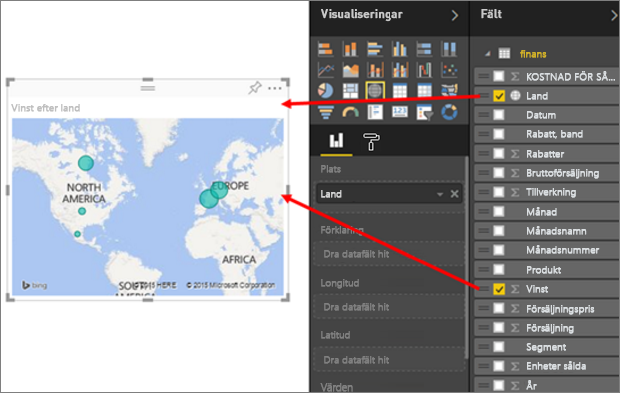 Vinst efter land
NORTH
AMERICA
EUROPE
AFRICA
SOUTH
AMERICA
bing
© 2015 HERE © 2015 Microsoft Corporation
Visualiseringar
Plats
Land
Förklaring
Dra datafält hit
Longitud
Dra datafält hit
Latitud
Dra datafält hit
Värden
Fält
finans
KOSTNAD FÖR SÅ...
Land
Datum
Rabatt, band
Rabatter
Bruttoförsäljning
Tillverkning
Månad
Månadsnamn
Månadsnummer
Produkt
Vinst
Försäljningspris
Försäljning
Segment
Enheter sålda
År